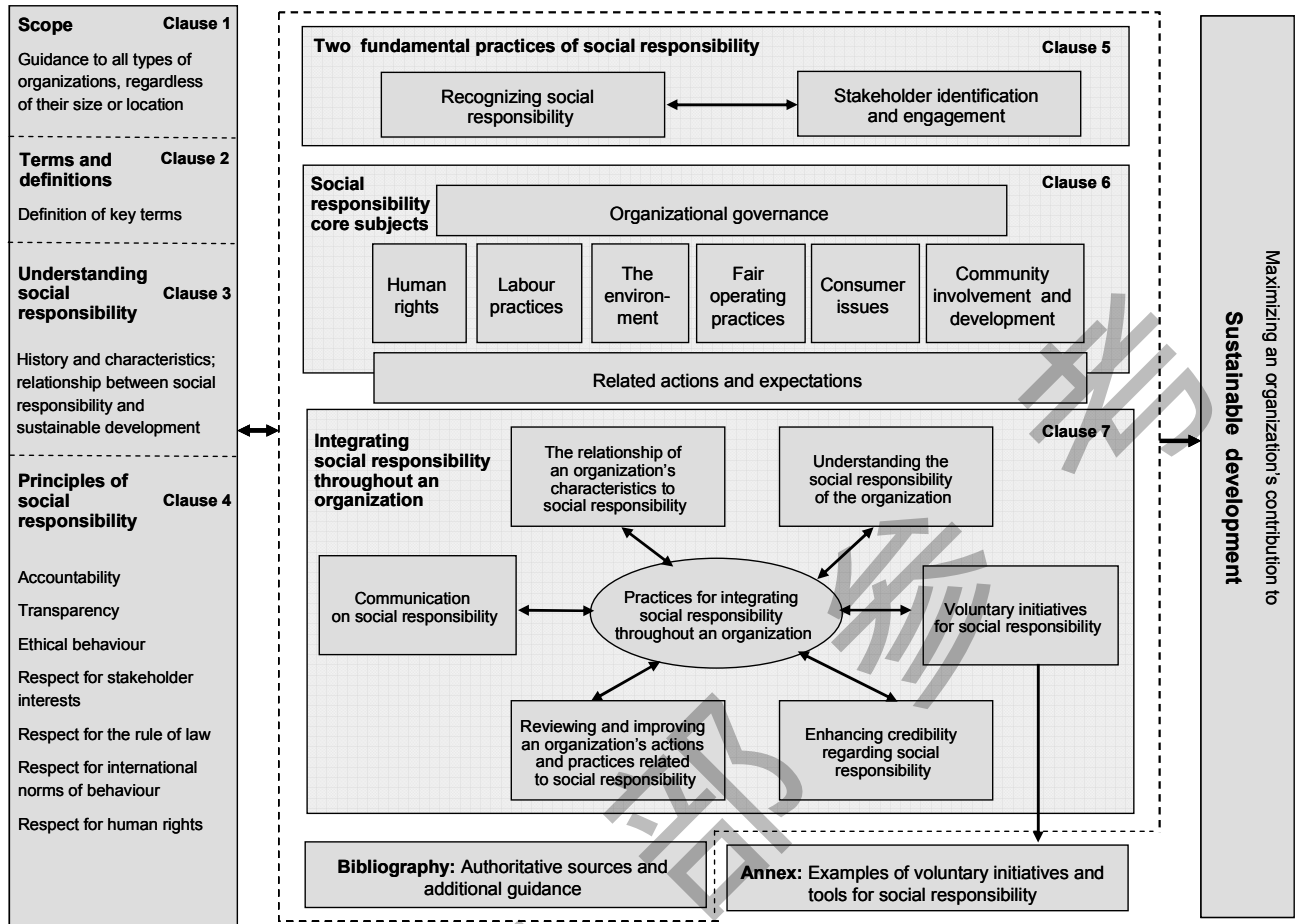 Scope Clause 1
Guidance to all types of
organizations, regardless
of their size or location
Terms and Clause 2
definitions
Definition of key terms
Understanding
social Clause 3
responsibility
History and characteristics;
relationship between social
responsibility and
sustainable development
Principles of
social Clause 4
responsibility
Accountability
Transparency
Ethical behaviour
Respect for stakeholder
interests
Respect for the rule of law
Respect for international
norms of behaviour
Respect for human rights
Two fundamental practices of social responsibility Clause 5
Recognizing social
responsibility
Stakeholder identification
and engagement
Social Clause 6
responsibility
core subjects
Organizational governance
Human
rights
Labour
practices
The
environ-
ment
Fair
operating
practices
Consumer
issues
Community
involvement and
development
Related actions and expectations
Integrating Clause 7
social responsibility
throughout an
organization
The relationship of
an organization's
characteristics to
social responsibility
Understanding the
social responsibility
of the organization
Communication
on social responsibility
Practices for integrating
social responsibility
throughout an organization
Voluntary initiatives
for social responsibility
Reviewing and improving
an organization's actions
and practices related
to social responsibility
Enhancing credibility
regarding social
responsibility
Bibliography: Authoritative sources and
additional guidance
Annex: Examples of voluntary initiatives and
tools for social responsibility
Maximizing an organization's contribution to
Sustainable development